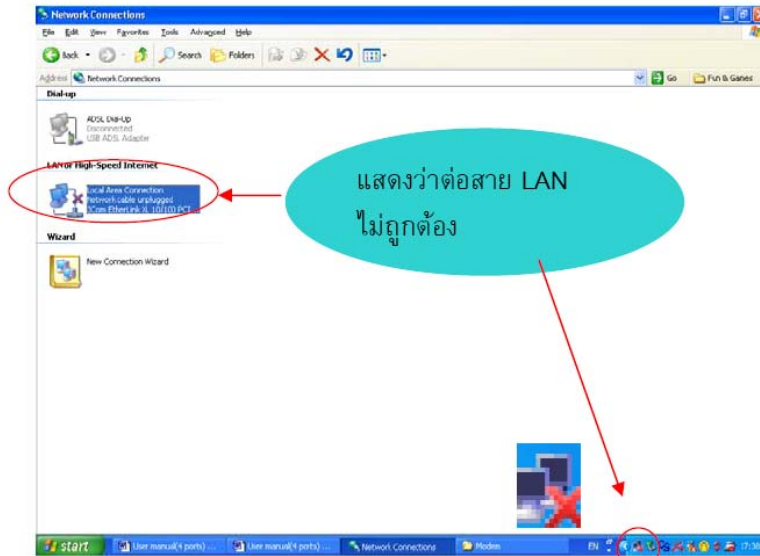 Network Connections
File Edit View Favorites Tools Advanced Help
Back Search Folders
Address Network Connections Go Fun & Games
Dial-up
ADSL Dial-Up
Disconnected
USB ADSL Adapter
LAN or High-Speed Internet
Local Area Connection
Network cable unplugged
3Com EtherLink XL 10/100 PCI
แสดงว่าต่อสาย LAN
ไม่ถูกต้อง
Wizard
New Connection Wizard
start User manual(4 ports) ... User manual(4 ports) ... Network Connections Modem EN